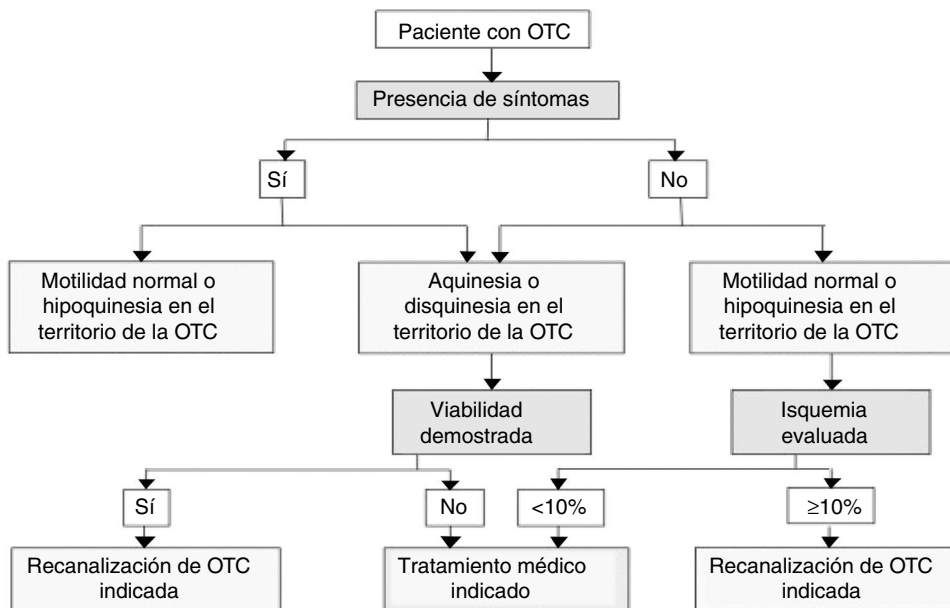 Paciente con OTC
Presencia de síntomas
Sí
No
Motilidad normal o
hipoquinesia en el
territorio de la OTC
Aquinesia o
disquinesia en el
territorio de la OTC
Motilidad normal o
hipoquinesia en el
territorio de la OTC
Viabilidad
demostrada
Isquemia
evaluada
Sí
No
<10%
≥10%
Recanalización de OTC
indicada
Tratamiento médico
indicado
Recanalización de OTC
indicada